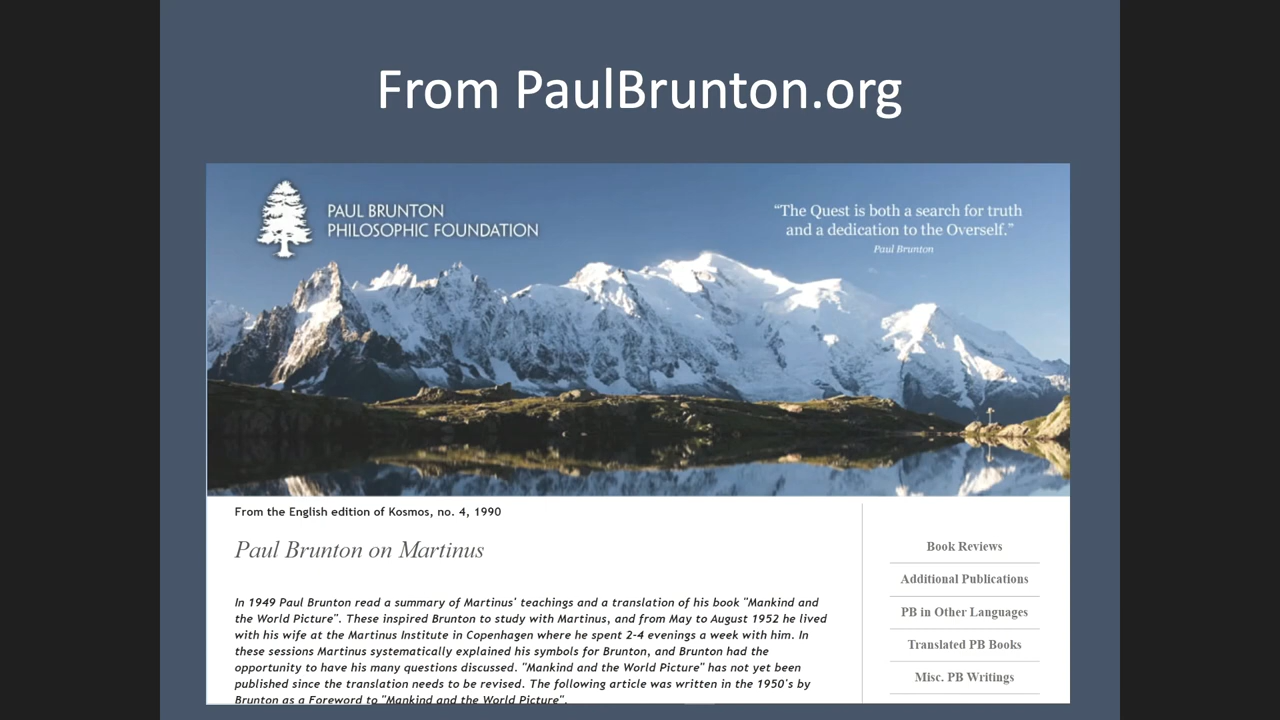 From PaulBrunton.org
PAUL BRUNTON
PHILOSOPHIC FOUNDATION
“The Quest is both a search for truth
and a dedication to the Overself.”
Paul Brunton
From the English edition of Kosmos, no. 4, 1990
Paul Brunton on Martinus
In 1949 Paul Brunton read a summary of Martinus' teachings and a translation of his book "Mankind and
the World Picture". These inspired Brunton to study with Martinus, and from May to August 1952 he lived
with his wife at the Martinus Institute in Copenhagen where he spent 2-4 evenings a week with him. In
these sessions Martinus systematically explained his symbols for Brunton, and Brunton had the
opportunity to have his many questions discussed. "Mankind and the World Picture" has not yet been
published since the translation needs to be revised. The following article was written in the 1950's by
Brunton as a Foreword to "Mankind and the World Picture".
Book Reviews
Additional Publications
PB in Other Languages
Translated PB Books
Misc. PB Writings